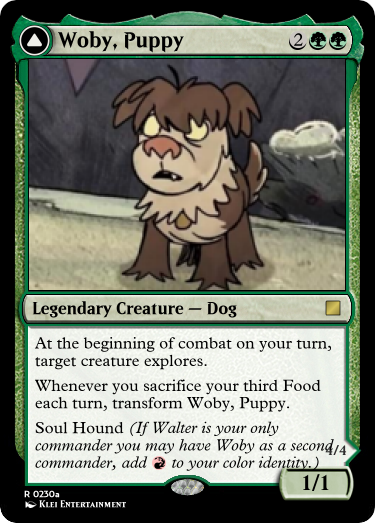 Woby, Puppy 2
Legendary Creature — Dog
At the beginning of combat on your turn,
target creature explores.
Whenever you sacrifice your third Food
each turn, transform Woby, Puppy.
Soul Hound (If Walter is your only
commander you may have Woby as a second
commander, add to your color identity.)
4/4
1/1
R 0230a
Klei Entertainment